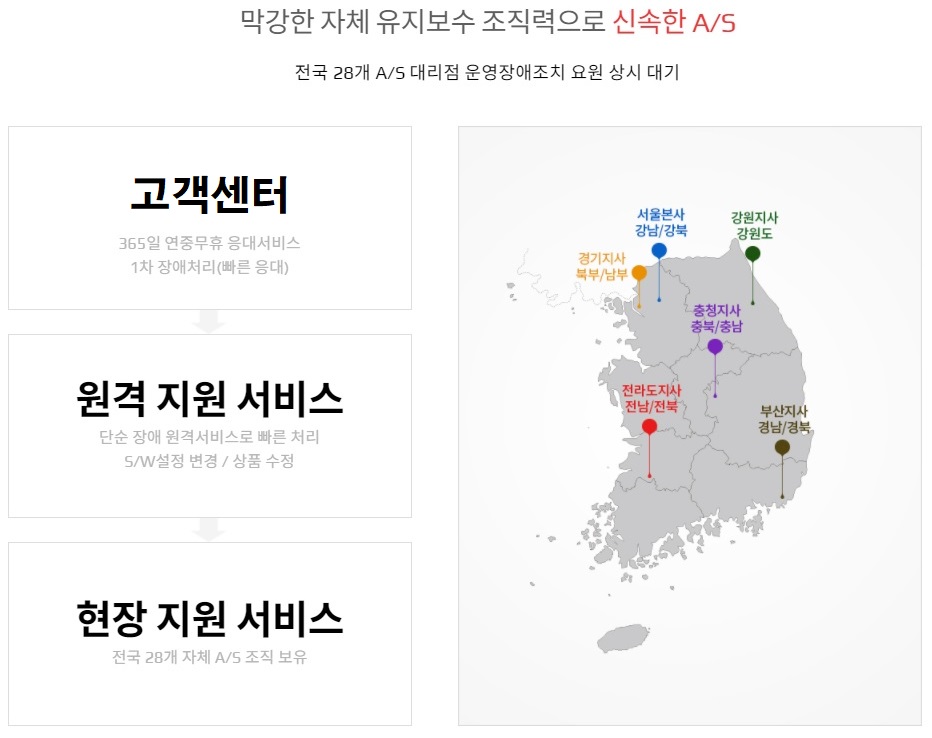 막강한 자체 유지보수 조직력으로 신속한 A/S
전국 28개 A/S 대리점 운영장애조치 요원 상시 대기
고객센터
365일 연중무휴 응대서비스
1차 장애처리(빠른 응대)
원격 지원 서비스
단순 장애 원격서비스로 빠른 처리
S/W설정 변경 / 상품 수정
현장 지원 서비스
전국 28개 자체 A/S 조직 보유
서울본사
강남/강북
강원지사
강원도
경기지사
북부/남부
충청지사
충북/충남
전라도지사
전남/전북
부산지사
경남/경북